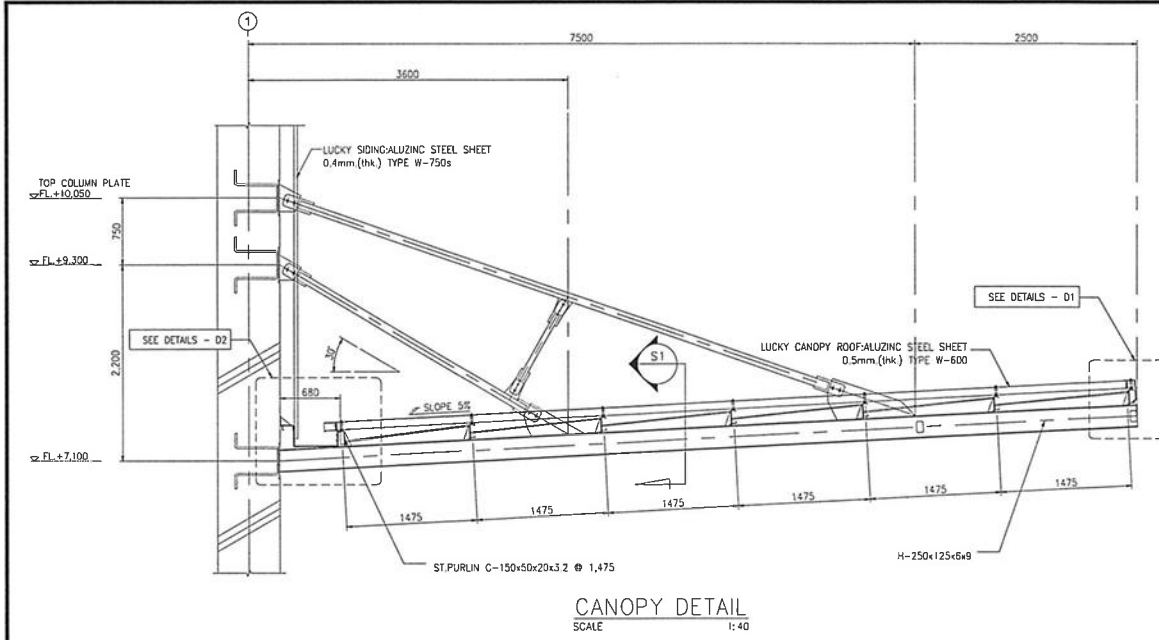 1
7500
2500
3600
LUCKY SIDING:ALUZINC STEEL SHEET
0.4mm.(thk.) TYPE W-750s
TOP COLUMN PLATE
FL.+10,050
750
FL.+9,300
SEE DETAILS - D1
SEE DETAILS - D2
2,200
30°
S1
LUCKY CANOPY ROOF:ALUZINC STEEL SHEET
0.5mm.(thk.) TYPE W-600
680
SLOPE 5%
FL.+7,100
1475
1475
1475
1475
1475
1475
ST.PURLIN C-150x50x20x3.2 @ 1,475
H-250x125x6x9
CANOPY DETAIL
SCALE 1:40